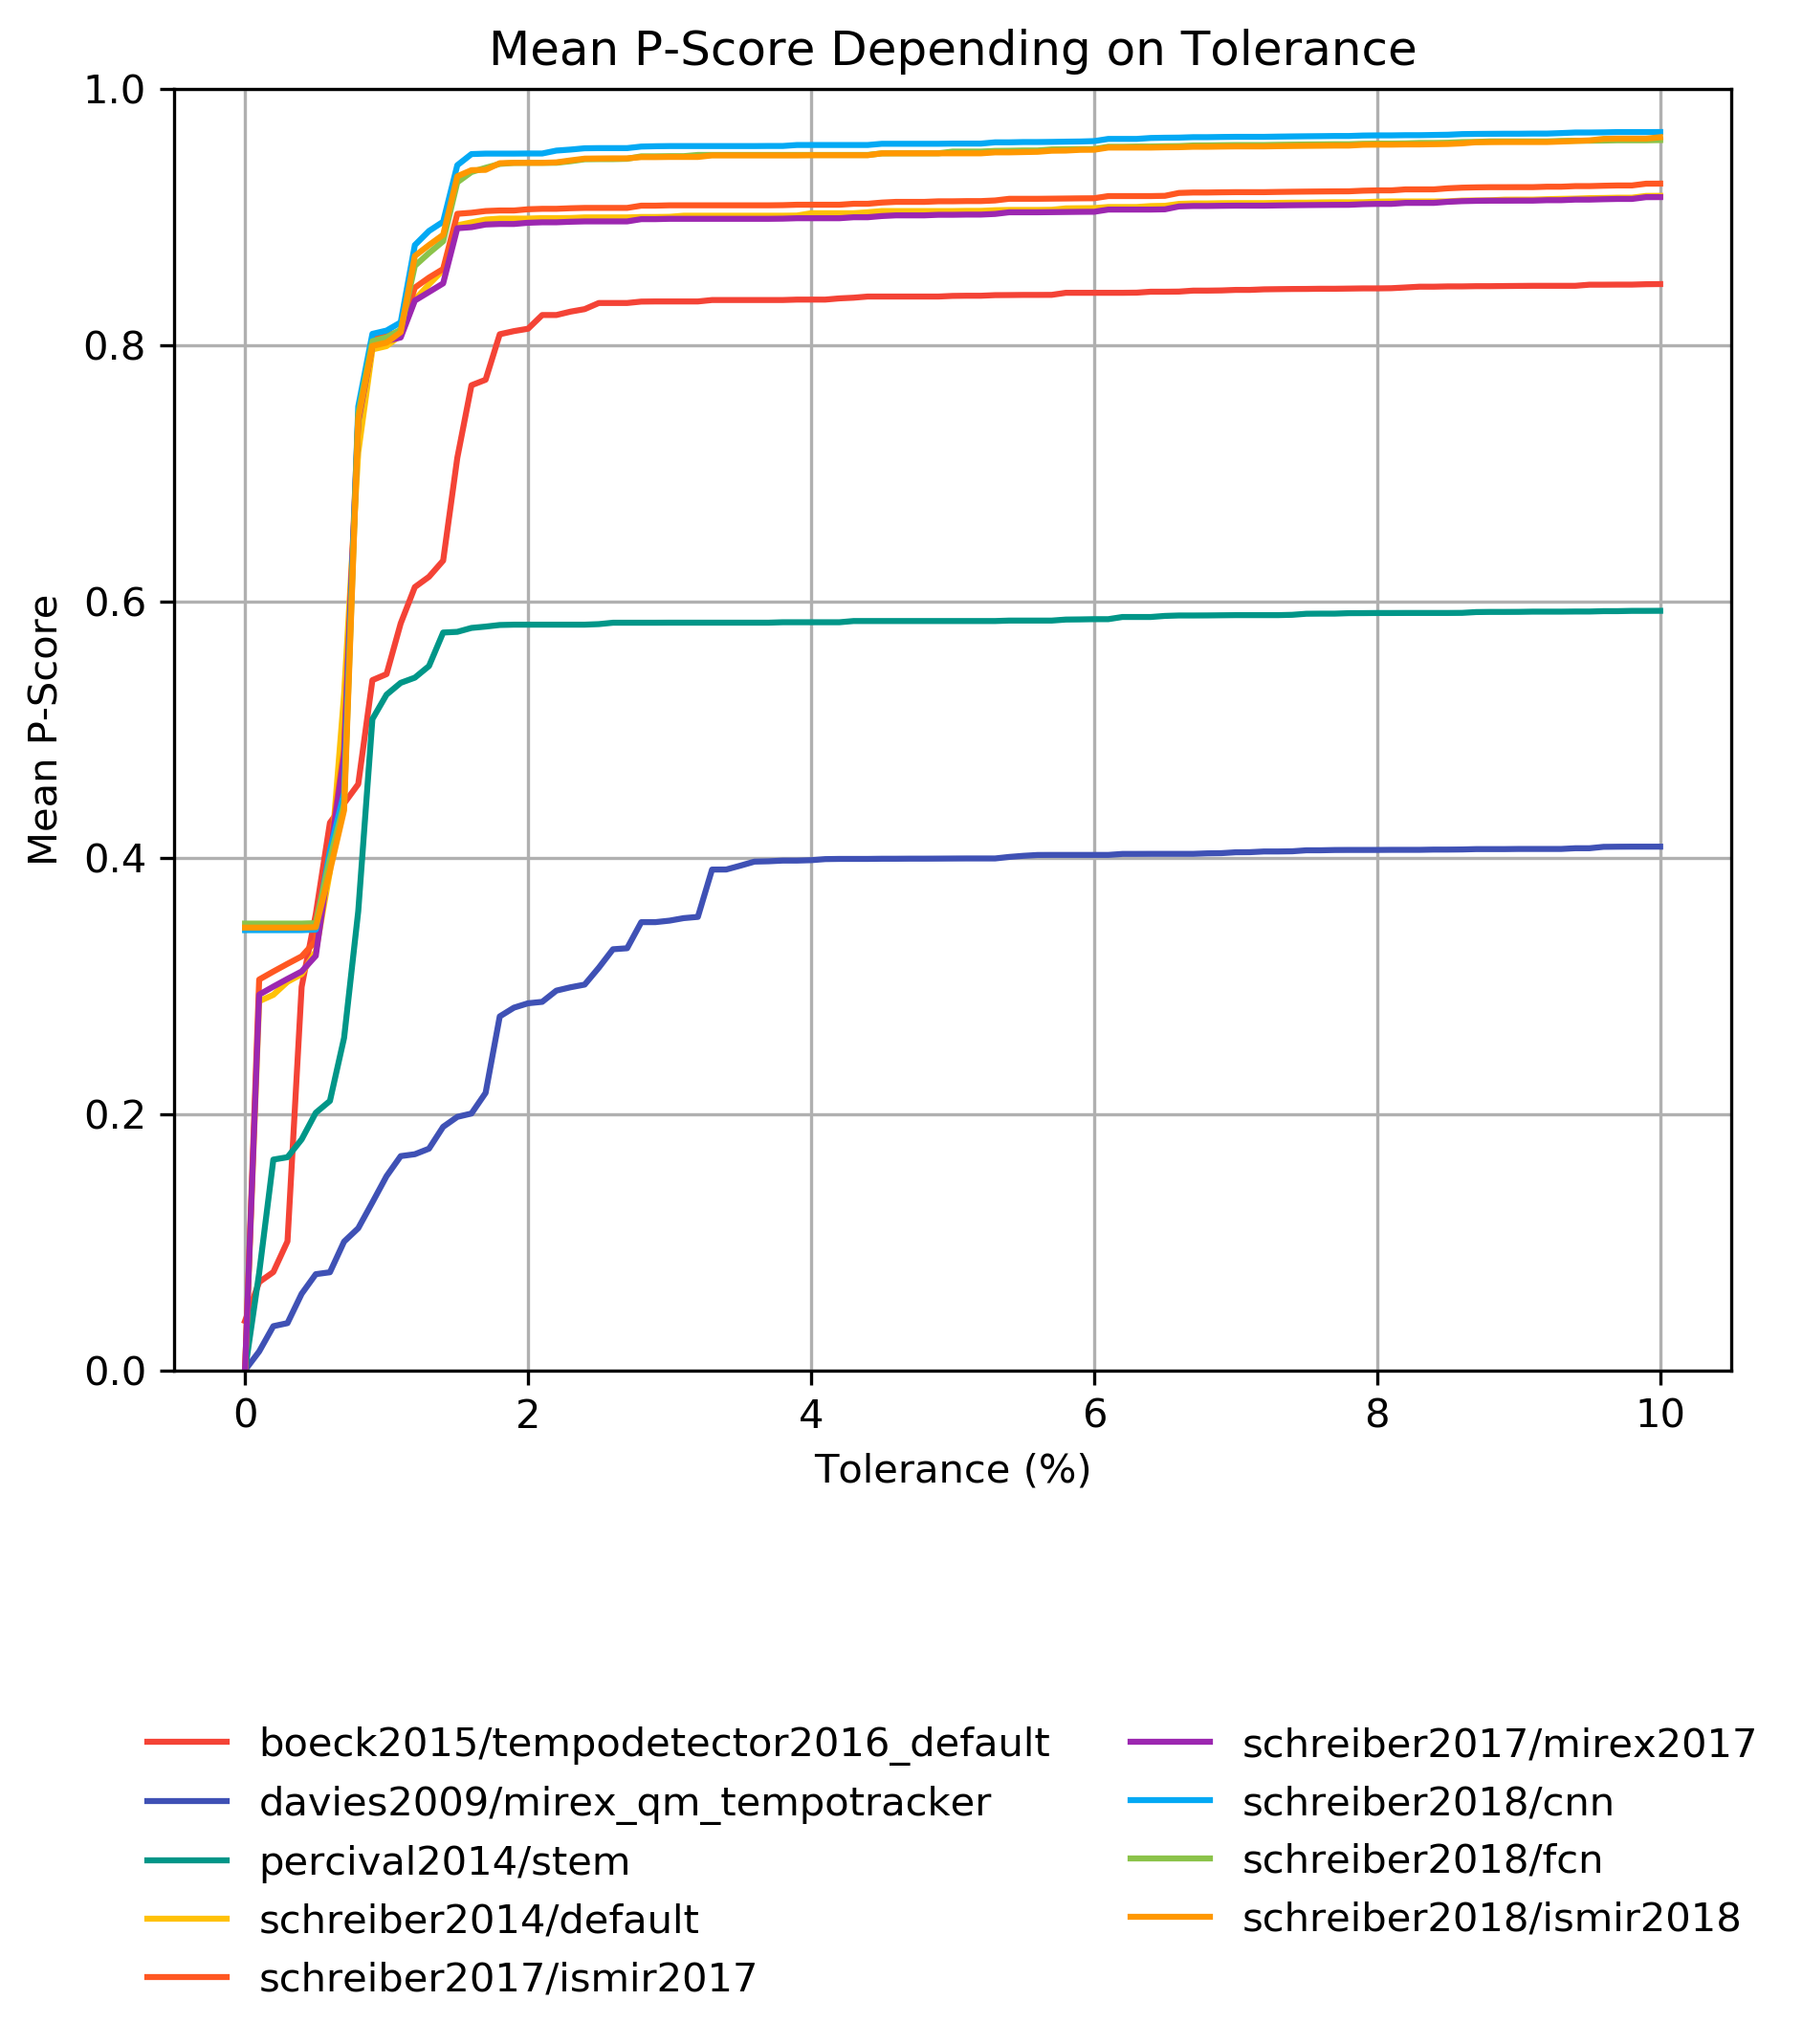 Mean P-Score Depending on Tolerance
1.0
0.8
0.6
0.4
0.2
0.0
Mean P-Score
0 2 4 6 8 10
Tolerance (%)
boeck2015/tempodetector2016_default
davies2009/mirex_qm_tempotracker
percival2014/stem
schreiber2014/default
schreiber2017/ismir2017
schreiber2017/mirex2017
schreiber2018/cnn
schreiber2018/fcn
schreiber2018/ismir2018